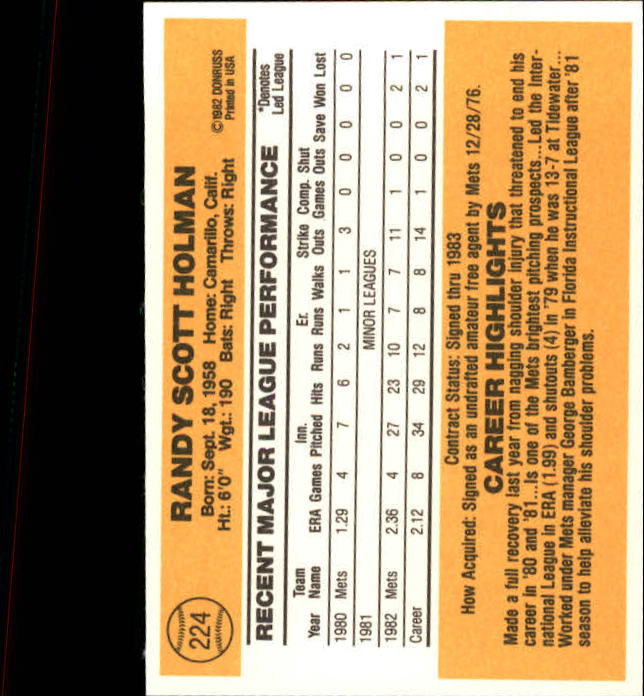 224
RANDY SCOTT HOLMAN
Born: Sept. 18, 1958 Home: Camarillo, Calif.
Ht.: 6'0" Wgt.: 190 Bats: Right Throws: Right
©1982 DONRUSS
Printed in USA
RECENT MAJOR LEAGUE PERFORMANCE
*Denotes
Led League
Team Inn. Er. Strike Comp. Shut
Year Name ERA Games Pitched Hits Runs Runs Walks Outs Games Outs Save Won Lost
1980 Mets 1.29 4 7 6 2 1 1 3 0 0 0 0 0
1981 MINOR LEAGUES
1982 Mets 2.36 4 27 23 10 7 7 11 1 0 0 2 1
Career 2.12 8 34 29 12 8 8 14 1 0 0 2 1
Contract Status: Signed thru 1983
How Acquired: Signed as an undrafted amateur free agent by Mets 12/28/76.
CAREER HIGHLIGHTS
Made a full recovery last year from nagging shoulder injury that threatened to end his
career in '80 and '81...Is one of the Mets brightest pitching prospects...Led the Inter-
national League in ERA (1.99) and shutouts (4) in '79 when he was 13-7 at Tidewater...
Worked under Mets manager George Bamberger in Florida Instructional League after '81
season to help alleviate his shoulder problems.